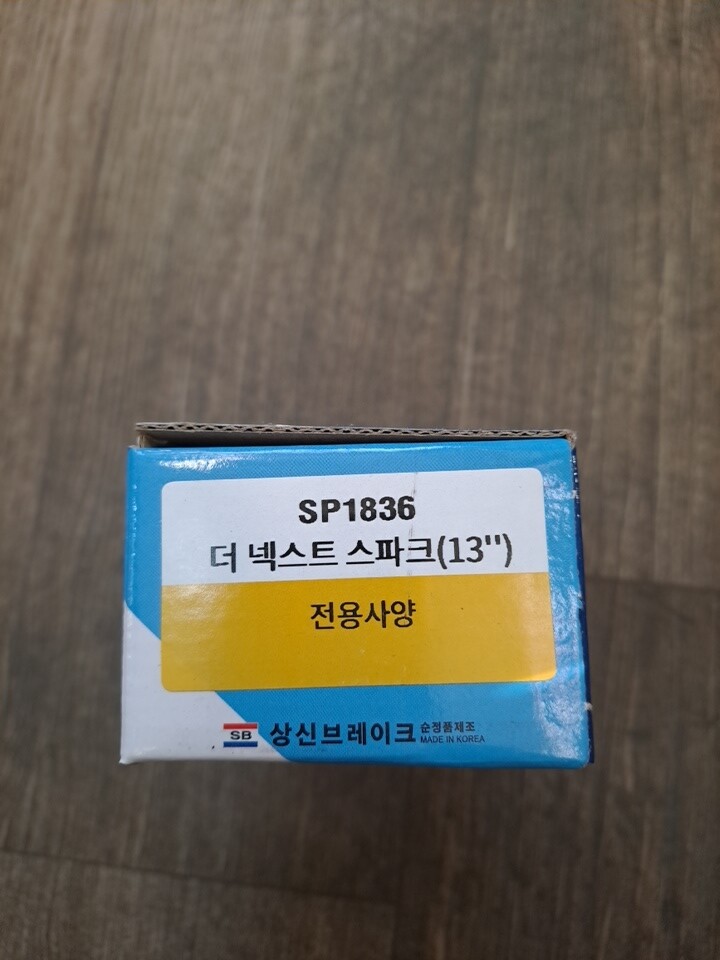 SP1836
더 넥스트 스파크(13")
전용사양
SB 상신브레이크 순정품제조
MADE IN KOREA